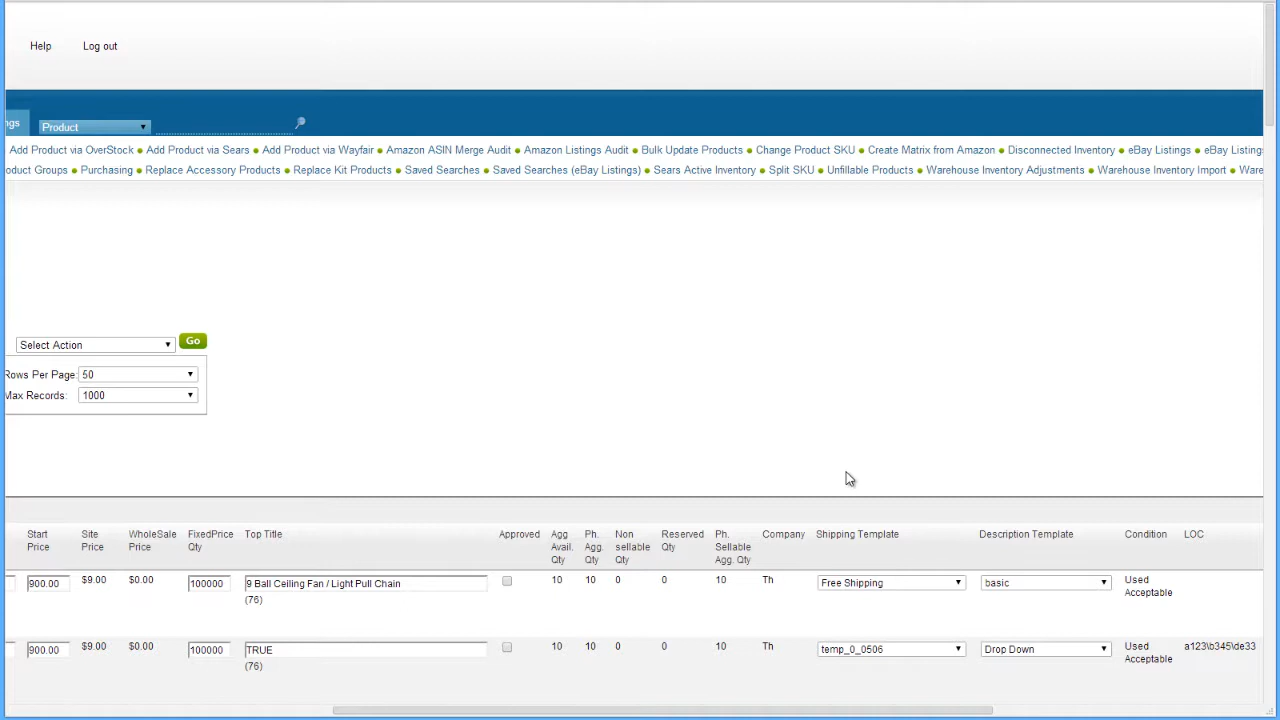 Help Log out
ngs Product
Add Product via OverStock Add Product via Sears Add Product via Wayfair Amazon ASIN Merge Audit Amazon Listings Audit Bulk Update Products Change Product SKU Create Matrix from Amazon Disconnected Inventory eBay Listings eBay Listing
oduct Groups Purchasing Replace Accessory Products Replace Kit Products Saved Searches Saved Searches (eBay Listings) Sears Active Inventory Split SKU Unfillable Products Warehouse Inventory Adjustments Warehouse Inventory Import Ware
Select Action Go
Rows Per Page: 50
Max Records: 1000
Start Price Site Price WholeSale Price FixedPrice Qty Top Title Approved Agg Avail. Qty Ph. Agg. Qty Non sellable Qty Reserved Qty Ph. Sellable Agg. Qty Company Shipping Template Description Template Condition LOC
900.00 $9.00 $0.00 100000 9 Ball Ceiling Fan / Light Pull Chain 10 10 0 0 10 Th Free Shipping basic Used Acceptable
(76)
900.00 $9.00 $0.00 100000 TRUE 10 10 0 0 10 Th temp_0_0506 Drop Down Used Acceptable a123\b345\de33
(76)